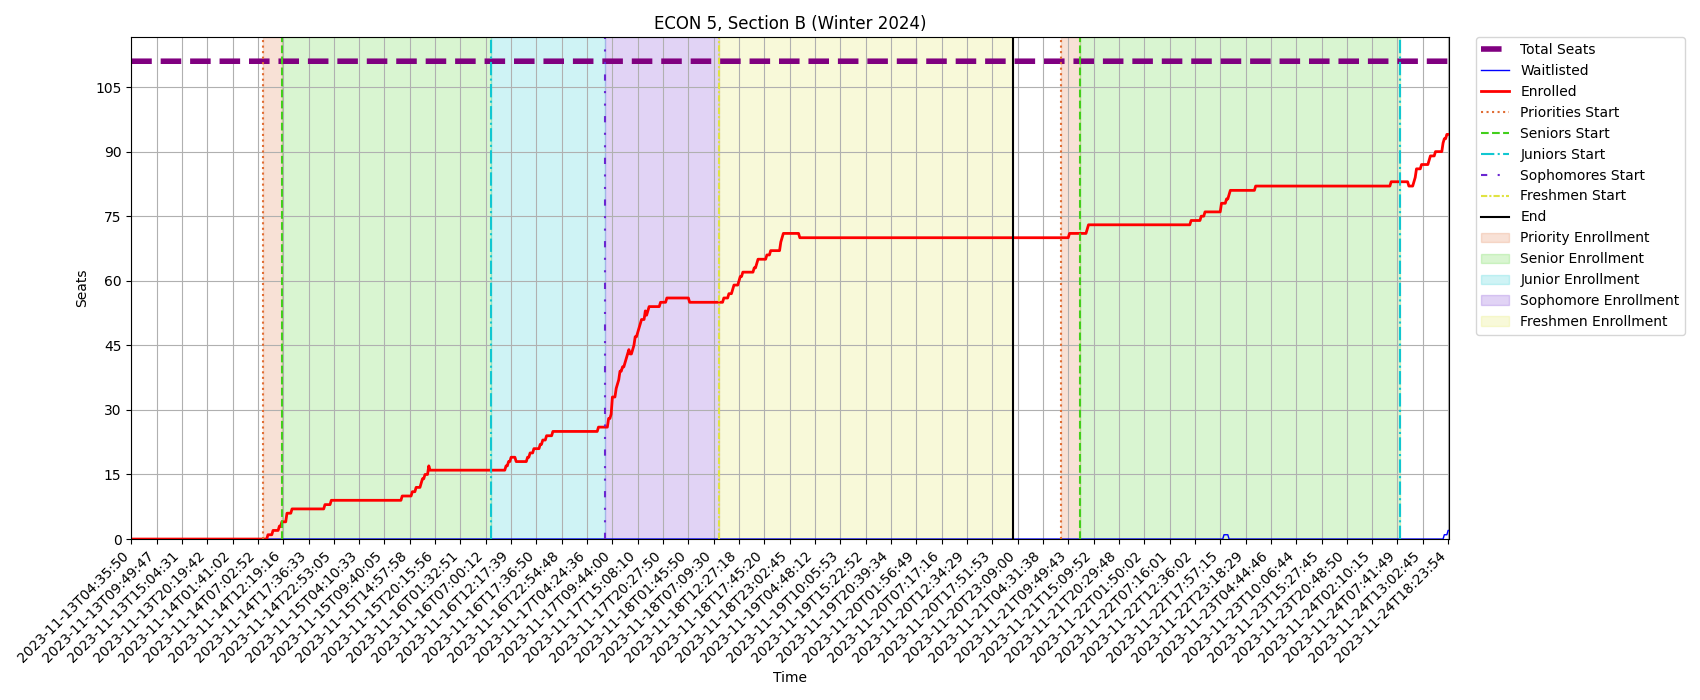 ECON 5, Section B (Winter 2024)
Seats
105
90
75
60
45
30
15
0
2023-11-13T04:35:50
2023-11-13T09:49:47
2023-11-13T15:04:31
2023-11-13T20:19:42
2023-11-14T01:41:02
2023-11-14T07:02:52
2023-11-14T12:19:16
2023-11-14T17:36:33
2023-11-14T22:53:05
2023-11-15T04:10:33
2023-11-15T09:40:05
2023-11-15T14:57:58
2023-11-15T20:15:56
2023-11-16T01:32:51
2023-11-16T07:00:12
2023-11-16T12:17:39
2023-11-16T17:36:50
2023-11-16T22:54:48
2023-11-17T04:24:36
2023-11-17T09:44:00
2023-11-17T15:08:10
2023-11-17T20:27:50
2023-11-18T01:45:50
2023-11-18T07:09:30
2023-11-18T12:27:18
2023-11-18T17:45:20
2023-11-18T23:02:45
2023-11-19T04:48:12
2023-11-19T10:05:53
2023-11-19T15:22:52
2023-11-19T20:39:34
2023-11-20T01:56:49
2023-11-20T07:17:16
2023-11-20T12:34:29
2023-11-20T17:51:53
2023-11-20T23:09:00
2023-11-21T04:31:38
2023-11-21T09:49:43
2023-11-21T15:09:52
2023-11-21T20:29:48
2023-11-22T01:50:02
2023-11-22T07:16:01
2023-11-22T12:36:02
2023-11-22T17:57:15
2023-11-22T23:18:29
2023-11-23T04:44:46
2023-11-23T10:06:44
2023-11-23T15:27:45
2023-11-23T20:48:50
2023-11-24T02:10:15
2023-11-24T07:41:49
2023-11-24T13:02:45
2023-11-24T18:23:54
Time
Total Seats
Waitlisted
Enrolled
Priorities Start
Seniors Start
Juniors Start
Sophomores Start
Freshmen Start
End
Priority Enrollment
Senior Enrollment
Junior Enrollment
Sophomore Enrollment
Freshmen Enrollment